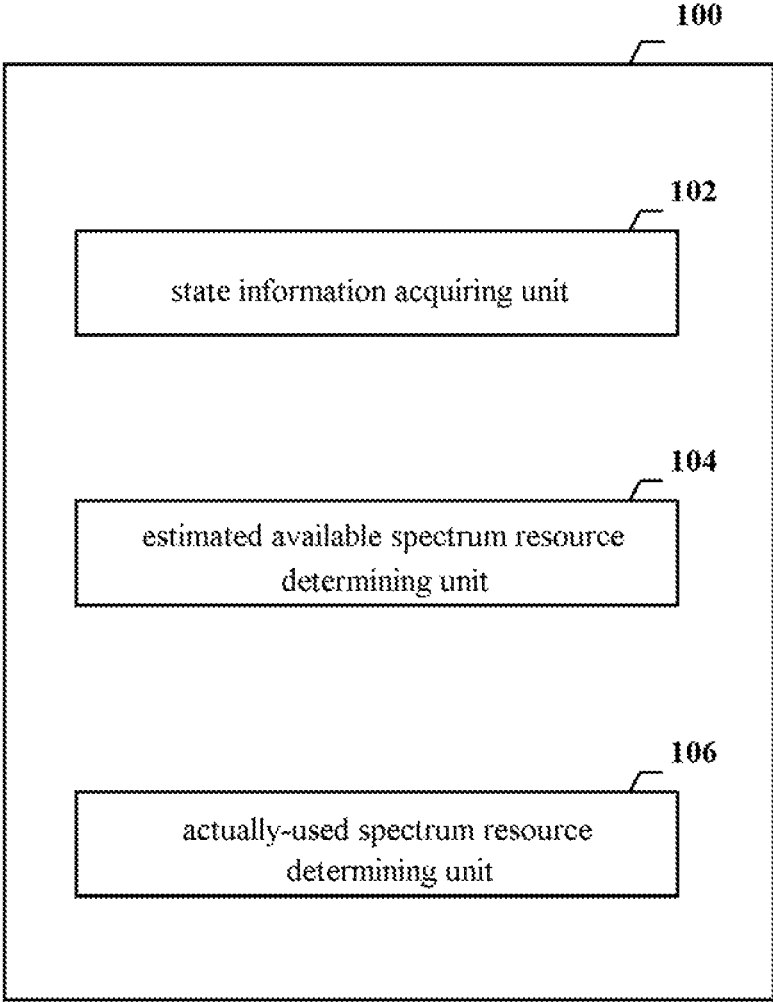 100
102
state information acquiring unit
104
estimated available spectrum resource
determining unit
106
actually-used spectrum resource
determining unit